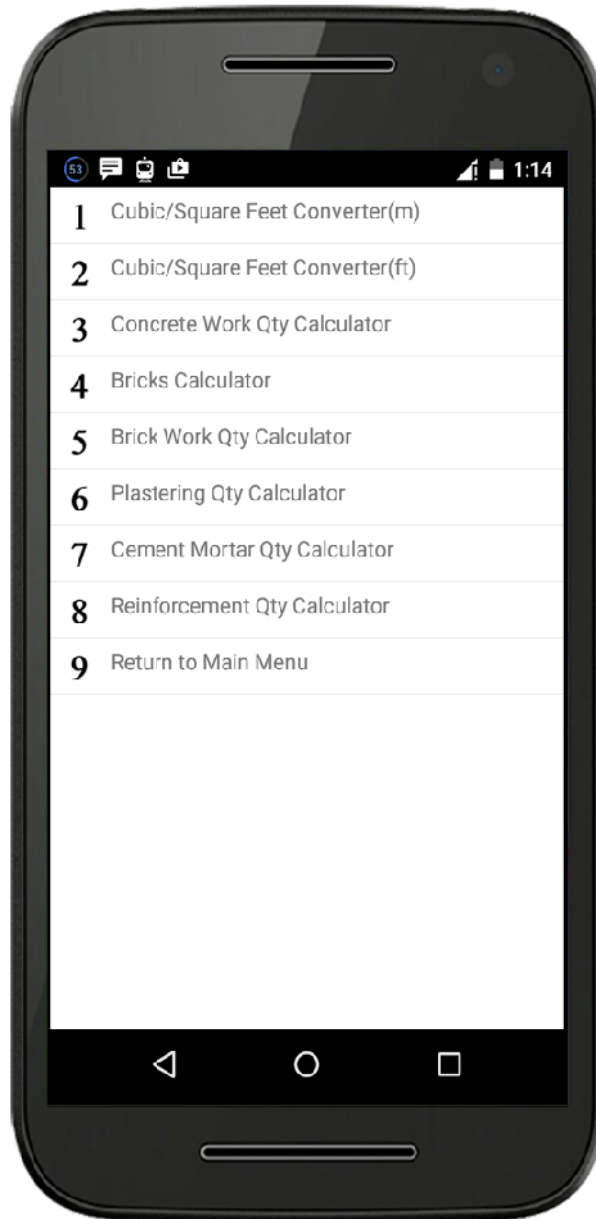 53 1:14
1 Cubic/Square Feet Converter(m)
2 Cubic/Square Feet Converter(ft)
3 Concrete Work Qty Calculator
4 Bricks Calculator
5 Brick Work Qty Calculator
6 Plastering Qty Calculator
7 Cement Mortar Qty Calculator
8 Reinforcement Qty Calculator
9 Return to Main Menu